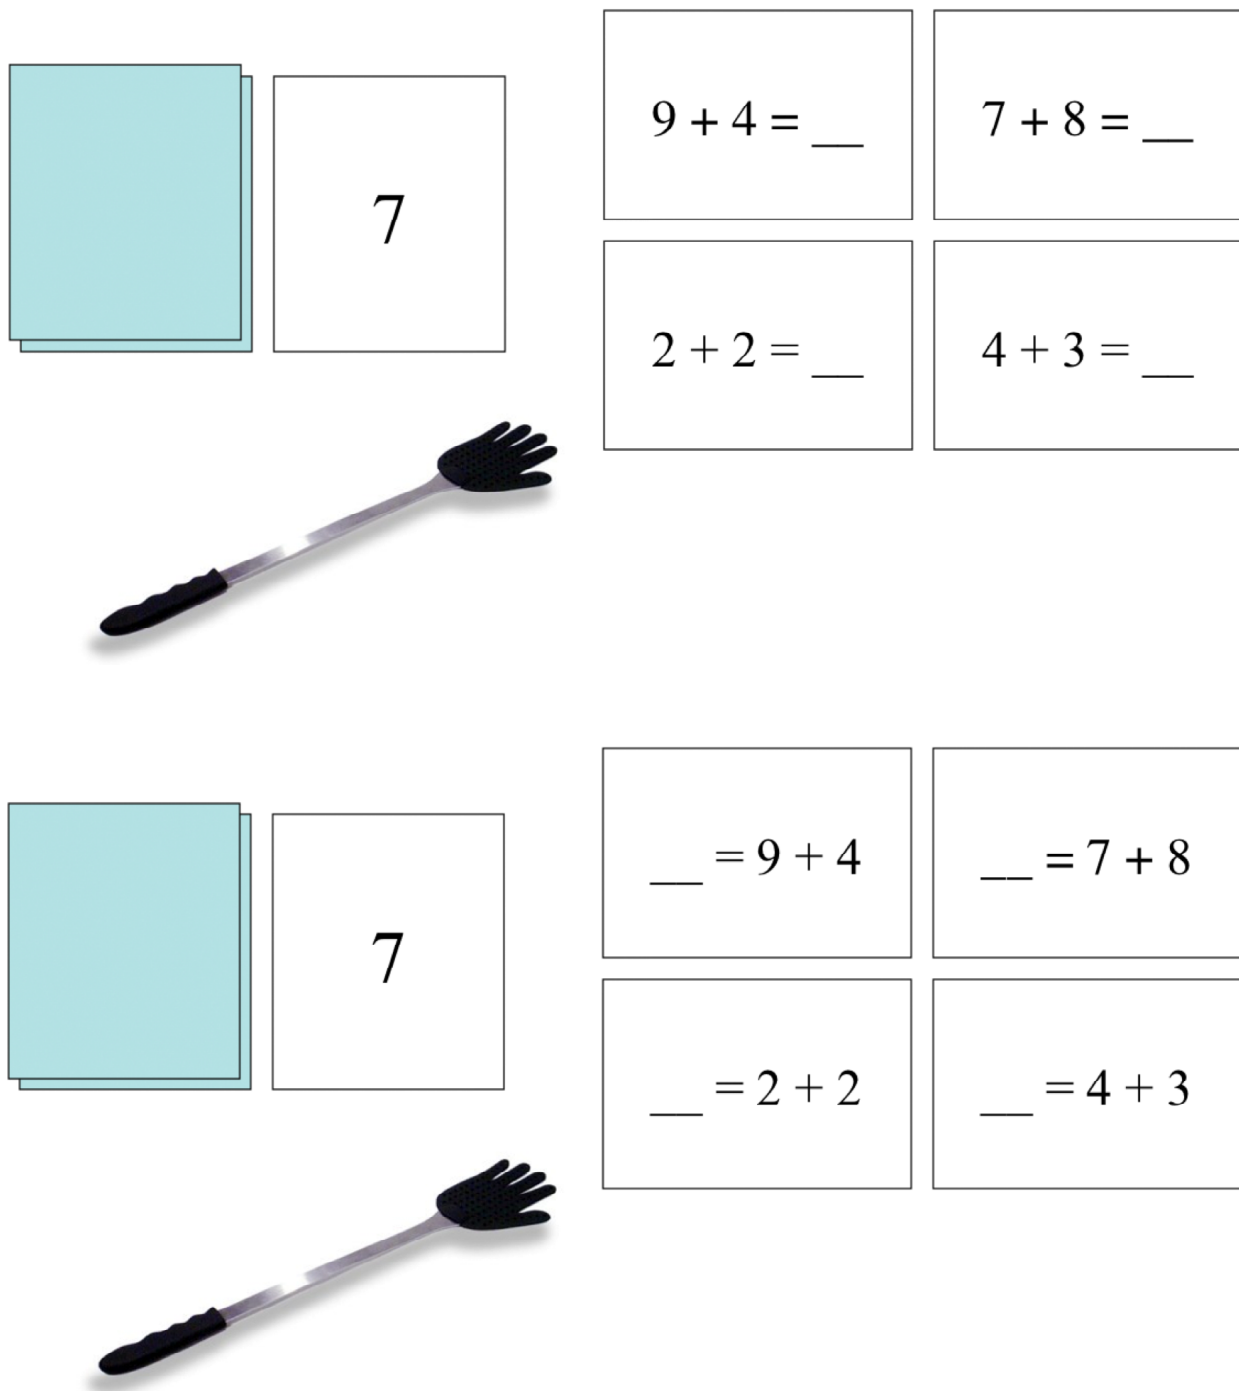 9 + 4 = __
7 + 8 = __
7
2 + 2 = __
4 + 3 = __
__ = 9 + 4
__ = 7 + 8
7
__ = 2 + 2
__ = 4 + 3